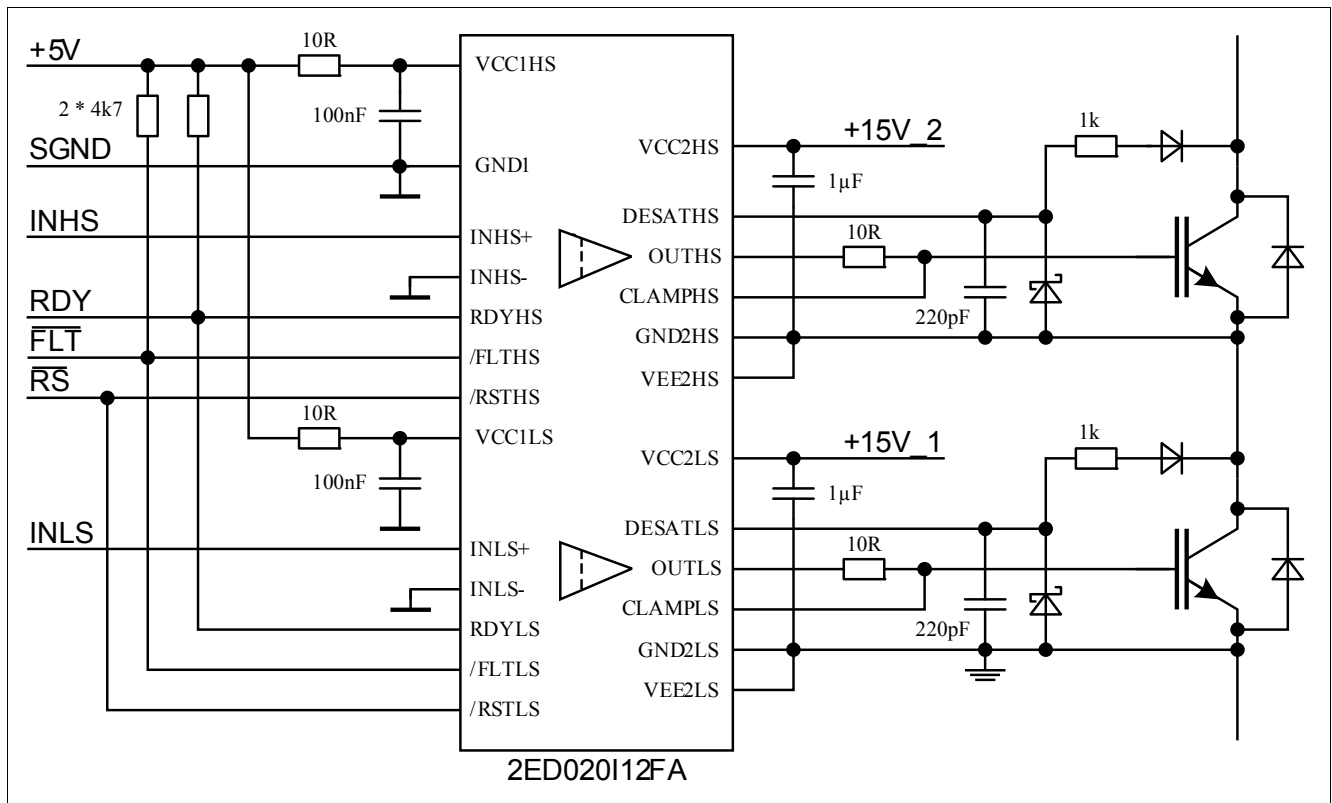 +5V
10R
VCC1HS
2 * 4k7
100nF
SGND
GND1
INHS
INHS+
INHS-
RDY
RDYHS
FLT
/FLTHS
RS
/RSTHS
10R
VCC1LS
100nF
INLS
INLS+
INLS-
RDYLS
/FLTLS
/RSTLS
VCC2HS
+15V_2
1k
1µF
DESATHS
10R
OUTHS
CLAMPHS
220pF
GND2HS
VEE2HS
VCC2LS
+15V_1
1k
1µF
DESATLS
10R
OUTLS
CLAMPLS
220pF
GND2LS
VEE2LS
2ED020I12FA